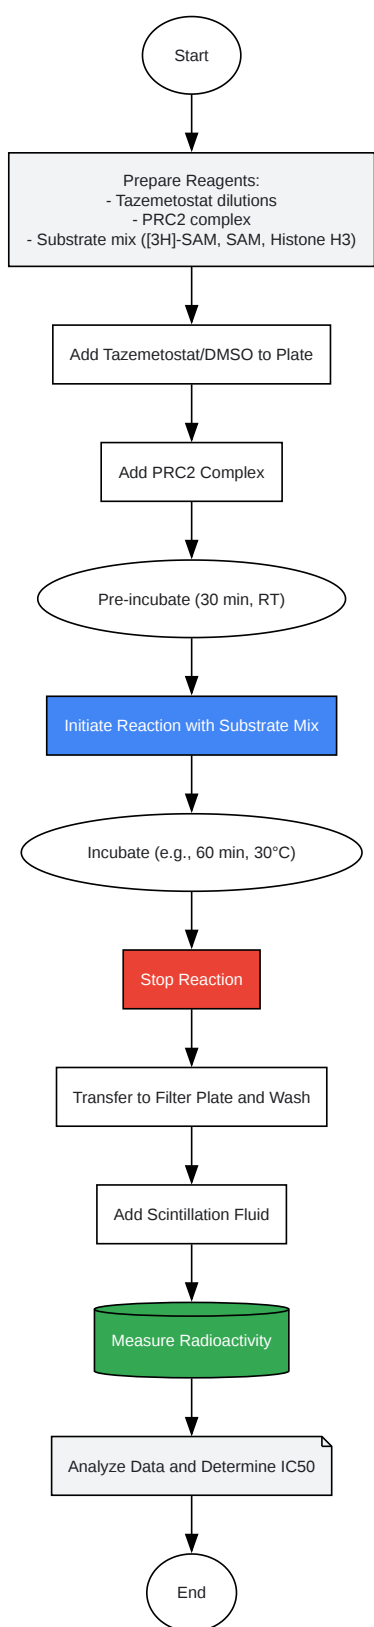 Start
Prepare Reagents:
- Tazemetostat dilutions
- PRC2 complex
- Substrate mix ([3H]-SAM, SAM, Histone H3)
Add Tazemetostat/DMSO to Plate
Add PRC2 Complex
Pre-incubate (30 min, RT)
Initiate Reaction with Substrate Mix
Incubate (e.g., 60 min, 30°C)
Stop Reaction
Transfer to Filter Plate and Wash
Add Scintillation Fluid
Measure Radioactivity
Analyze Data and Determine IC50
End